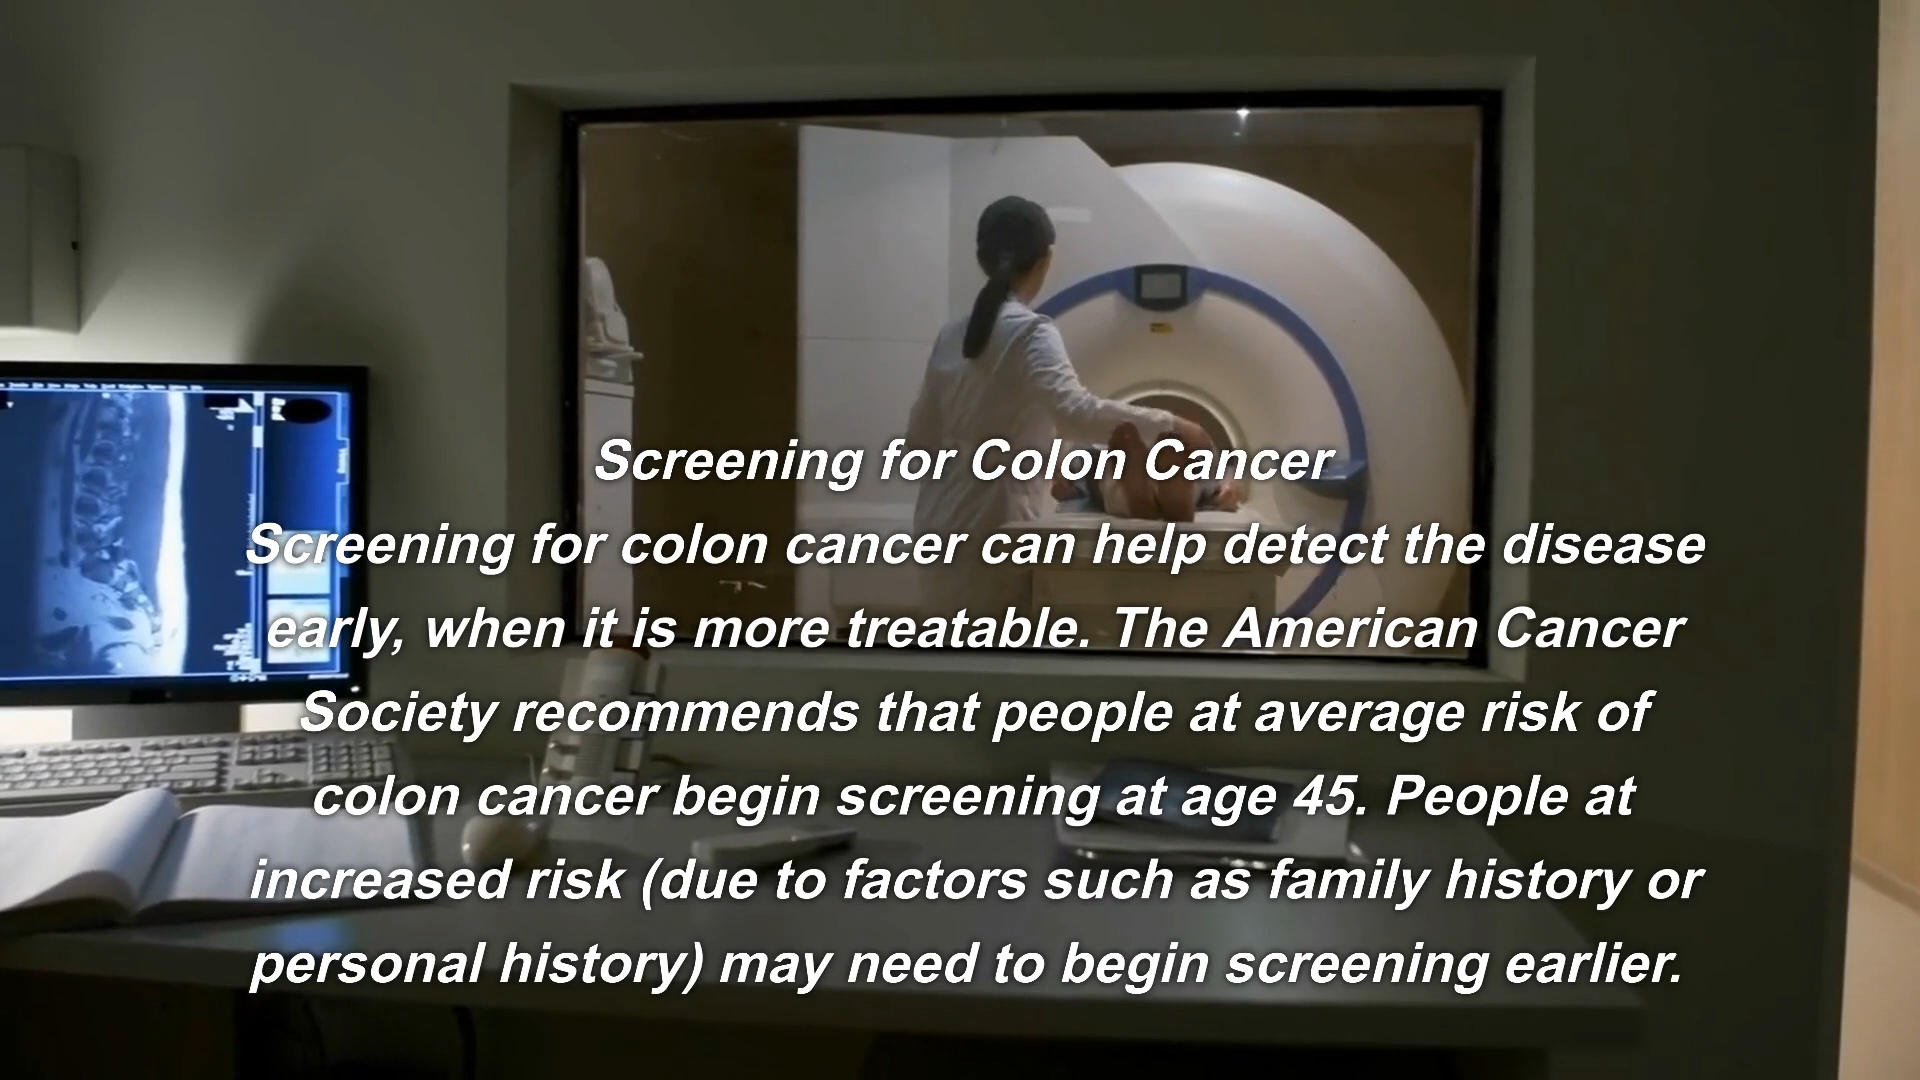 Screening for Colon Cancer
Screening for colon cancer can help detect the disease
early, when it is more treatable. The American Cancer
Society recommends that people at average risk of
colon cancer begin screening at age 45. People at
increased risk (due to factors such as family history or
personal history) may need to begin screening earlier.